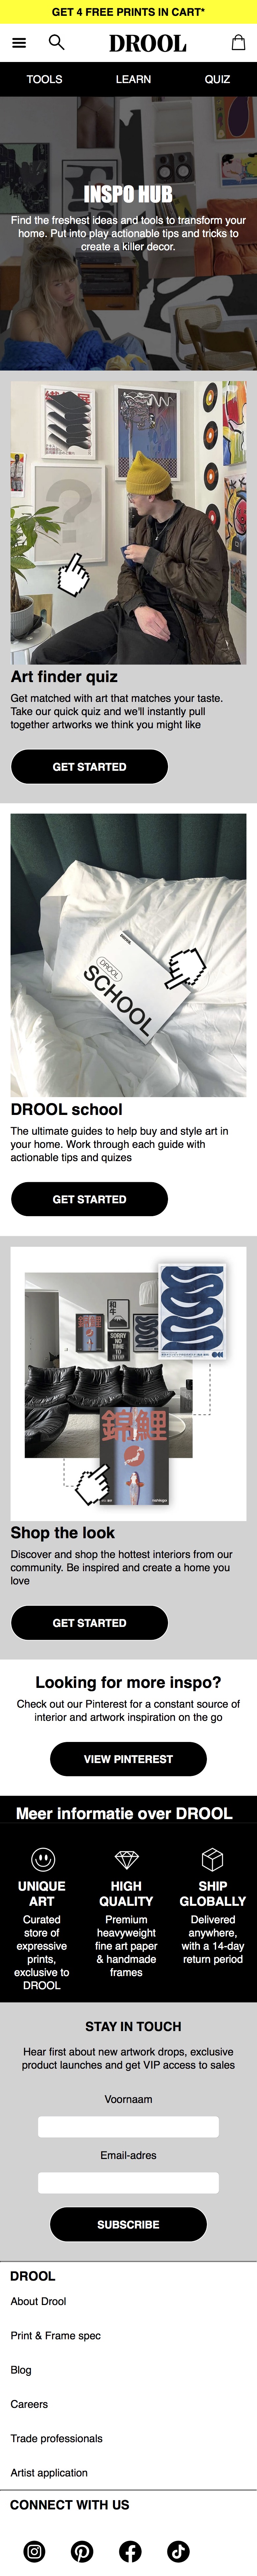 GET 4 FREE PRINTS IN CART*
DROOL
TOOLS
LEARN
QUIZ
INSPO HUB
Find the freshest ideas and tools to transform your
home. Put into play actionable tips and tricks to
create a killer decor.
Art finder quiz
Get matched with art that matches your taste.
Take our quick quiz and we'll instantly pull
together artworks we think you might like
GET STARTED
DROOL
SCHOOL
DROOL school
The ultimate guides to help buy and style art in
your home. Work through each guide with
actionable tips and quizes
GET STARTED
和牛
SORRY
NO
TIME
TO
STOP
錦鯉
Shop the look
Discover and shop the hottest interiors from our
community. Be inspired and create a home you
love
GET STARTED
Looking for more inspo?
Check out our Pinterest for a constant source of
interior and artwork inspiration on the go
VIEW PINTEREST
Meer informatie over DROOL
UNIQUE
ART
Curated
store of
expressive
prints,
exclusive to
DROOL
HIGH
QUALITY
Premium
heavyweight
fine art paper
& handmade
frames
SHIP
GLOBALLY
Delivered
anywhere,
with a 14-day
return period
STAY IN TOUCH
Hear first about new artwork drops, exclusive
product launches and get VIP access to sales
Voornaam
Email-adres
SUBSCRIBE
DROOL
About Drool
Print & Frame spec
Blog
Careers
Trade professionals
Artist application
CONNECT WITH US